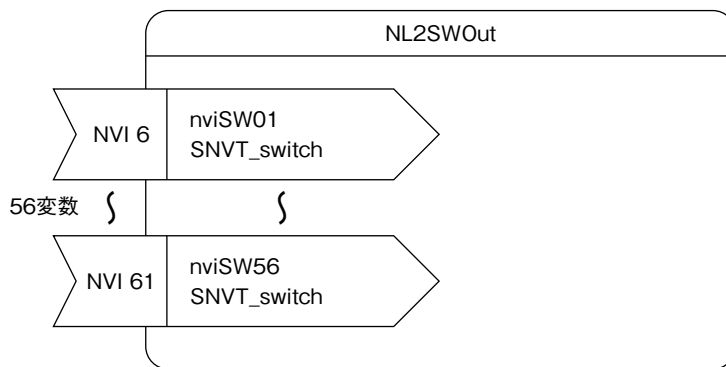 NL2SWOut
NVI 6
nviSW01
SNVT_switch
56変数
NVI 61
nviSW56
SNVT_switch